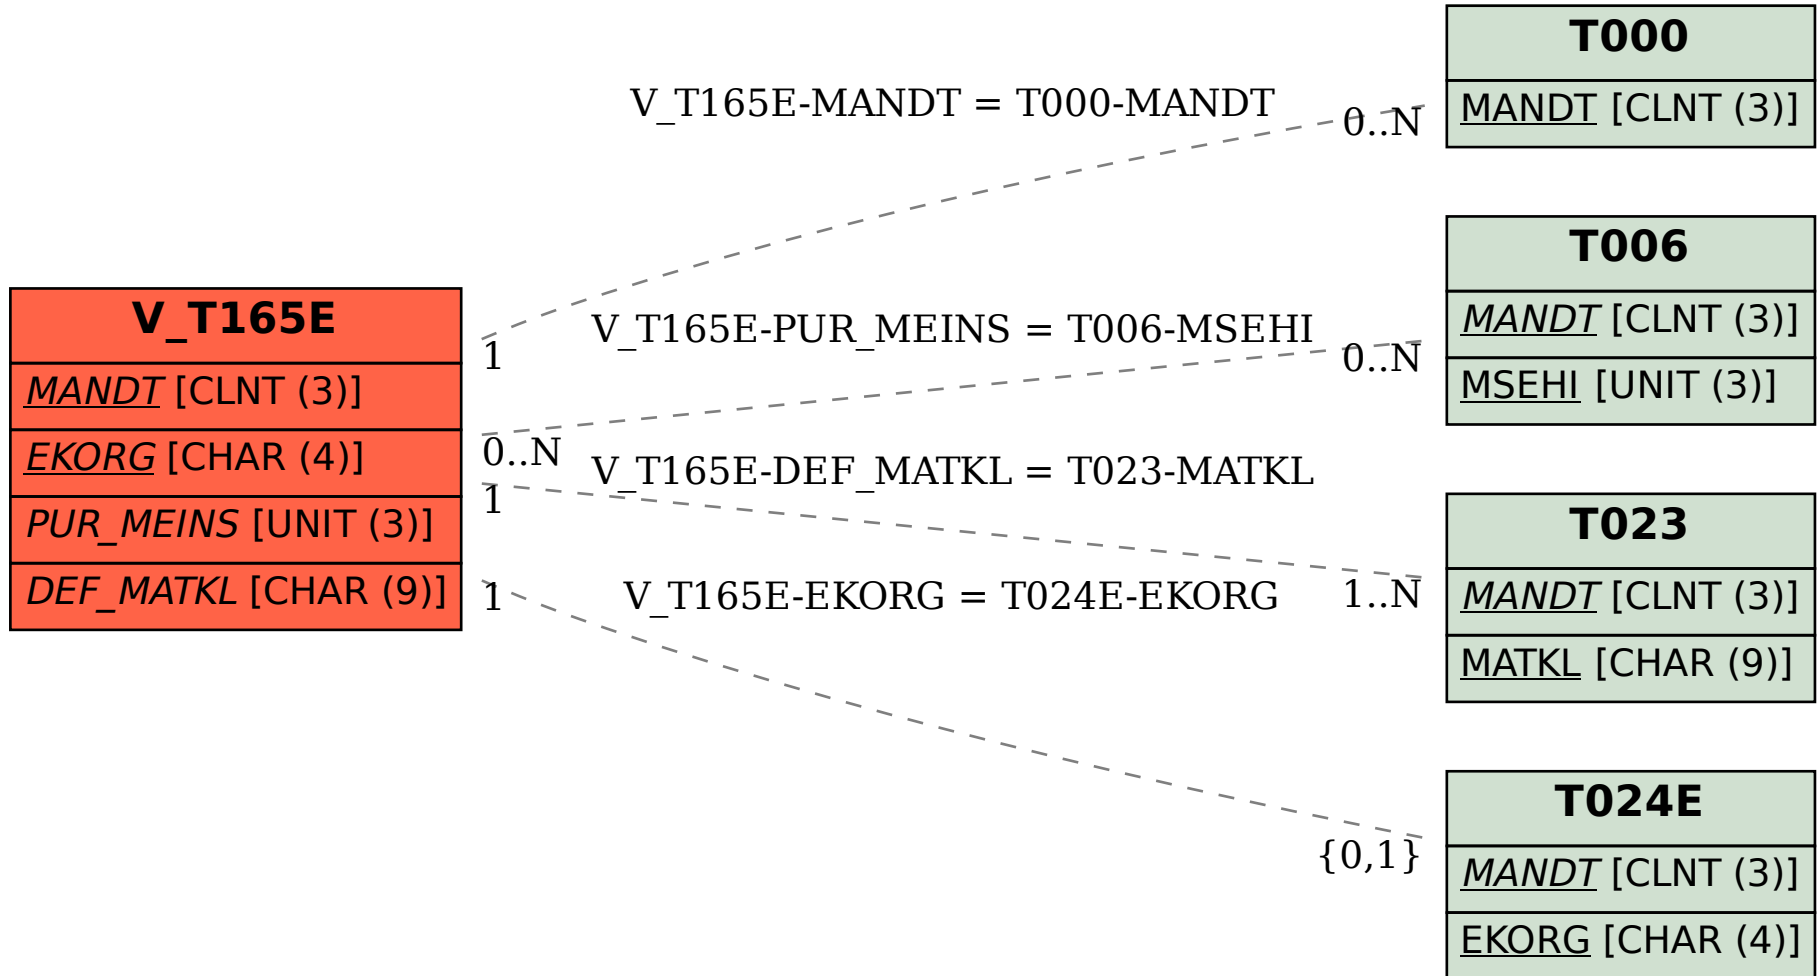 V_T165E
MANDT [CLNT (3)]
EKORG [CHAR (4)]
PUR_MEINS [UNIT (3)]
DEF_MATKL [CHAR (9)]
V_T165E-MANDT = T000-MANDT
0..N
1
V_T165E-PUR_MEINS = T006-MSEHI
0..N
0..N
V_T165E-DEF_MATKL = T023-MATKL
1
1..N
V_T165E-EKORG = T024E-EKORG
1
{0,1}
T000
MANDT [CLNT (3)]
T006
MANDT [CLNT (3)]
MSEHI [UNIT (3)]
T023
MANDT [CLNT (3)]
MATKL [CHAR (9)]
T024E
MANDT [CLNT (3)]
EKORG [CHAR (4)]